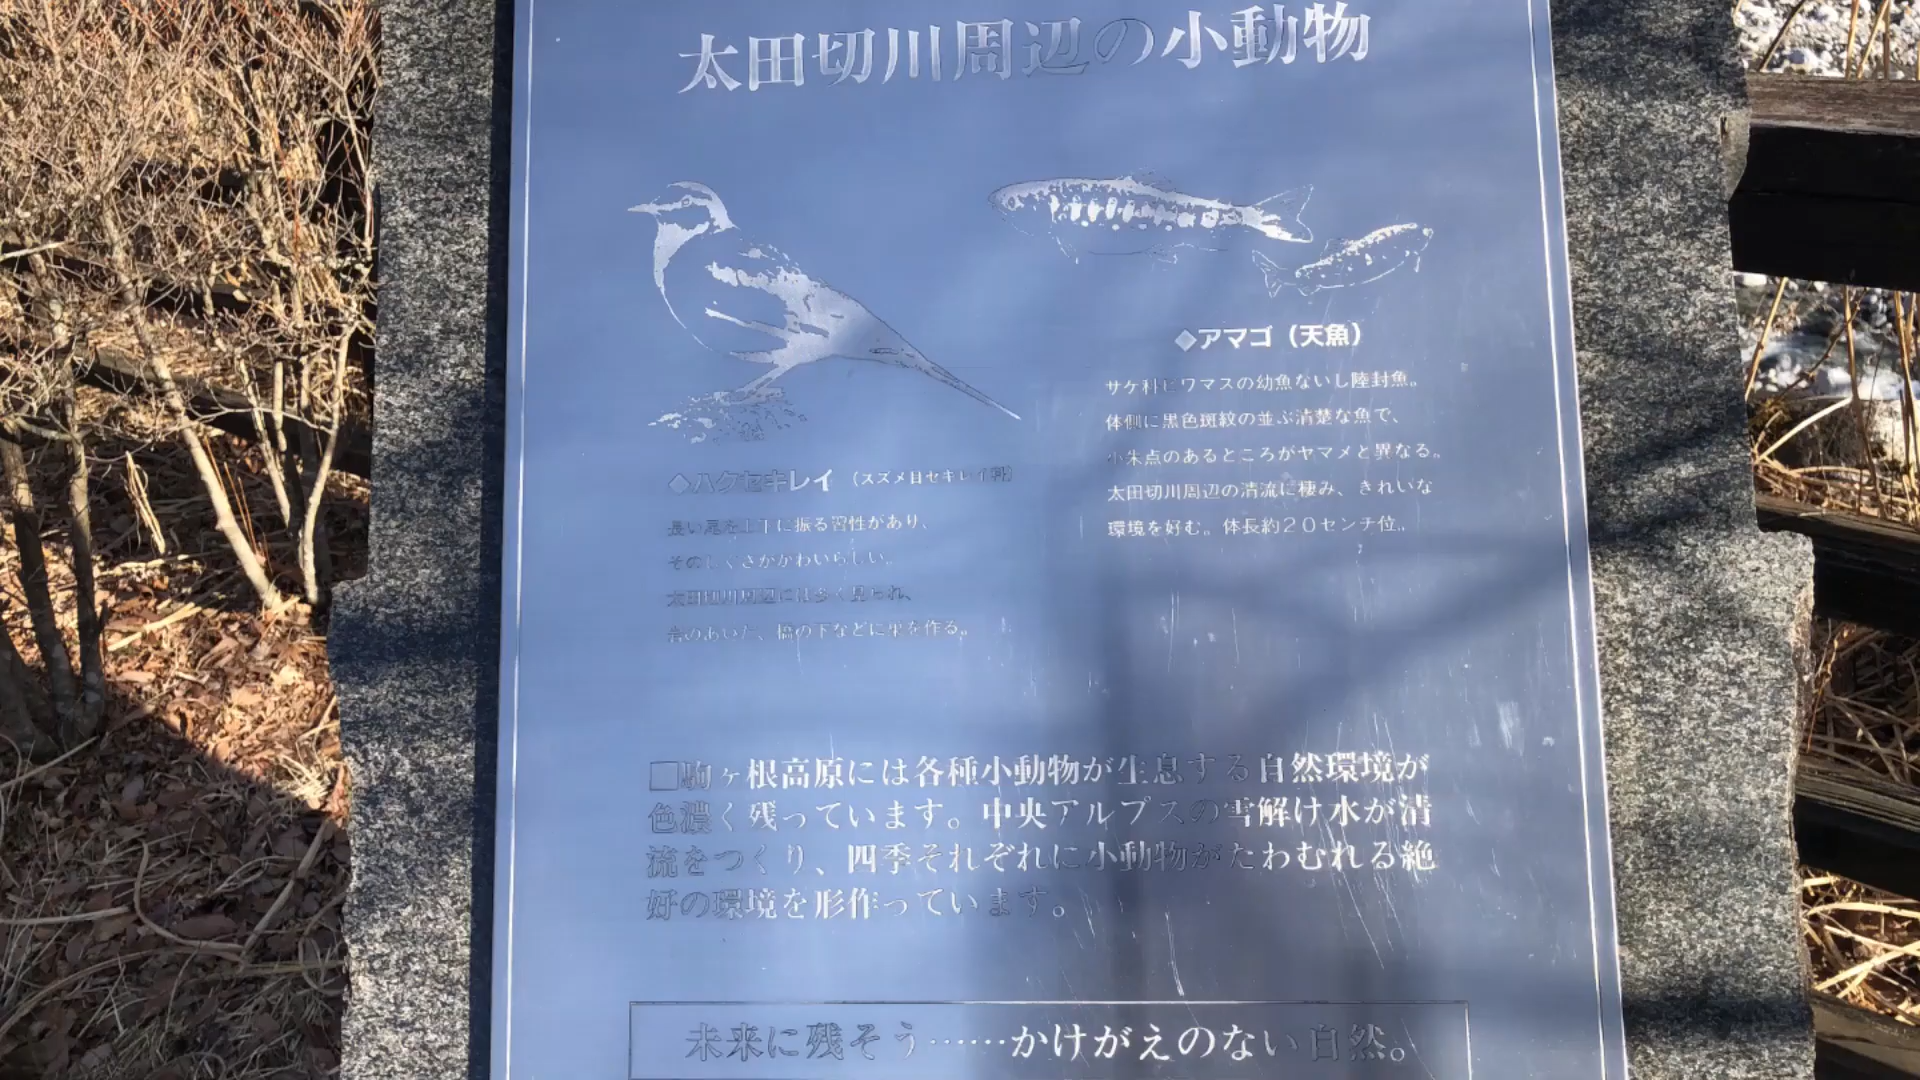 太田切川周辺の小動物
◆アマゴ（天魚）
サケ科ビワマスの幼魚ないし陸封魚。
体側に黒色斑紋の並ぶ清楚な魚で、
小朱点のあるところがヤマメと異なる。
太田切川周辺の清流に棲み、きれいな
環境を好む。体長約20センチ位。
◆ハクセキレイ（スズメ目セキレイ科）
長い尾を上下に振る習性があり、
そのしぐさがかわいらしい。
太田切川周辺には多く見られ、
岩のあいだ、橋の下などに巣を作る。
□駒ヶ根高原には各種小動物が生息する自然環境が
色濃く残っています。中央アルプスの雪解け水が清
流をつくり、四季それぞれに小動物がたわむれる絶
好の環境を形作っています。
未来に残そう……かけがえのない自然。